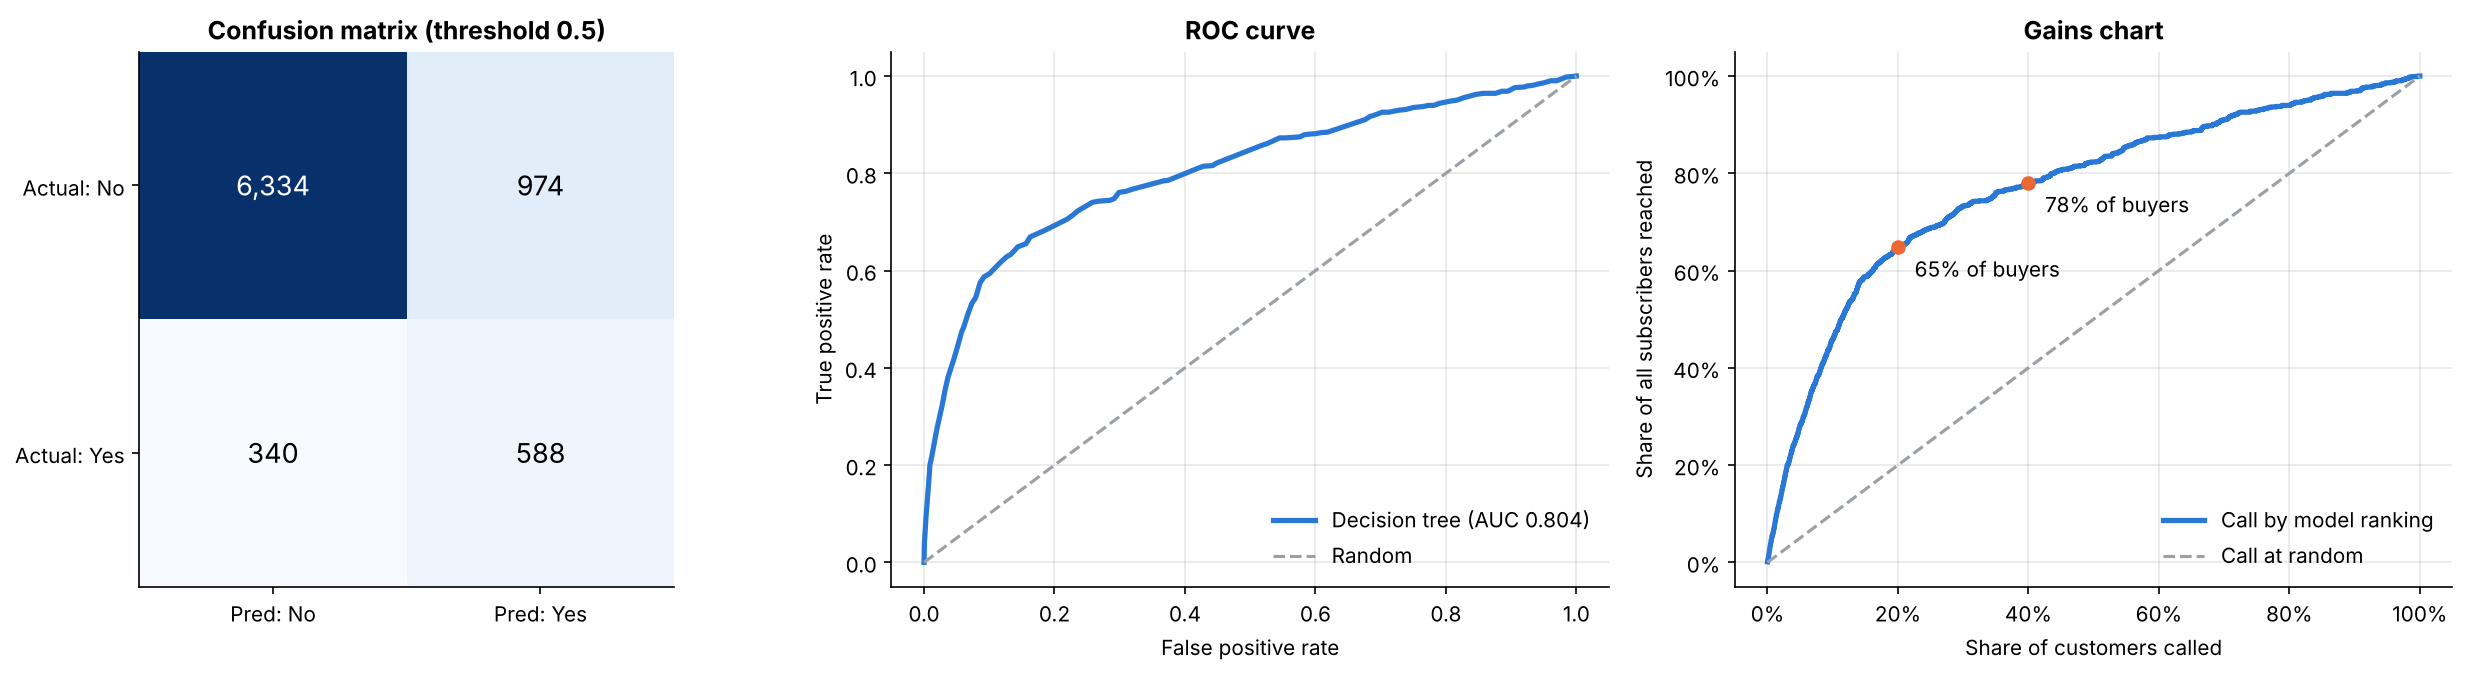 Confusion matrix (threshold 0.5)
Actual: No
6,334
974
Actual: Yes
340
588
Pred: No
Pred: Yes
ROC curve
True positive rate
1.0
0.8
0.6
0.4
0.2
0.0
Decision tree (AUC 0.804)
Random
0.0
0.2
0.4
0.6
0.8
1.0
False positive rate
Gains chart
Share of all subscribers reached
100%
80%
60%
40%
20%
0%
78% of buyers
65% of buyers
Call by model ranking
Call at random
0%
20%
40%
60%
80%
100%
Share of customers called